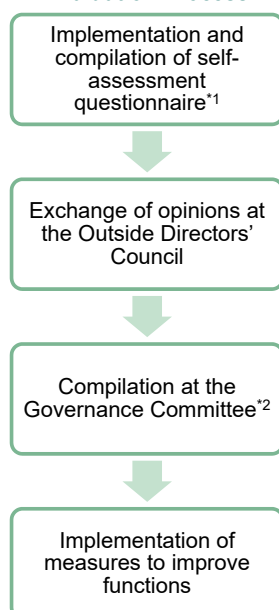 Implementation and
compilation of self-
assessment
questionnaire*1
Exchange of opinions at
the Outside Directors'
Council
Compilation at the
Governance Committee*2
Implementation of
measures to improve
functions